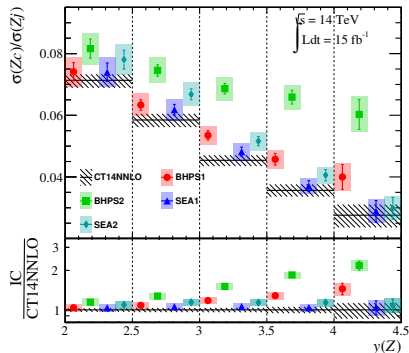 σ(Zc)/σ(Zj)
√s = 14 TeV
∫Ldt = 15 fb⁻¹
0.08
0.06
0.04
CT14NNLO BHPS1
BHPS2 SEA1
SEA2
IC
CT14NNLO
3
2
1
2 2.5 3 3.5 4 4.5
y(Z)